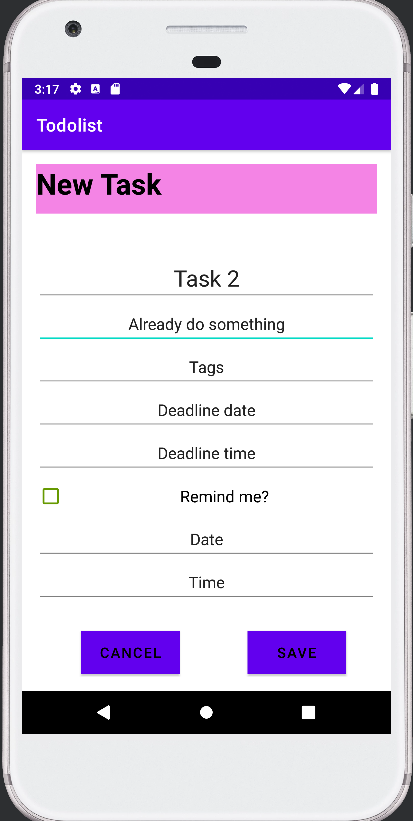 3:17
Todolist
New Task
Task 2
Already do something
Tags
Deadline date
Deadline time
Remind me?
Date
Time
CANCEL SAVE